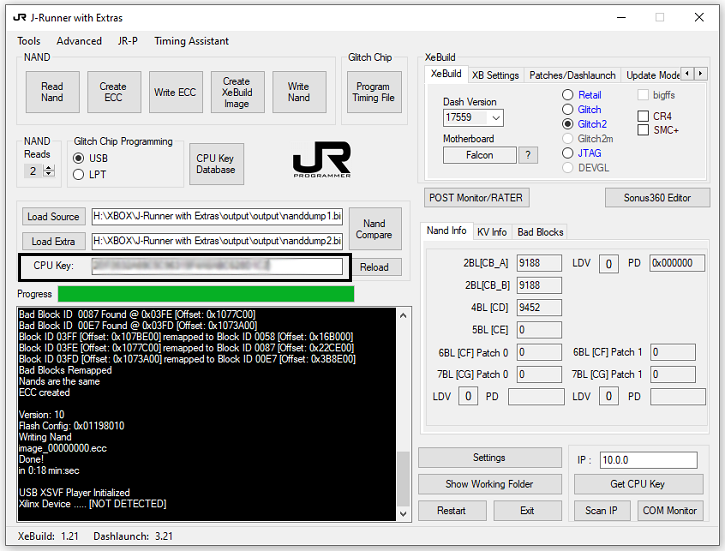 J-Runner with Extras
Tools Advanced JR-P Timing Assistant
NAND
Read Nand
Create ECC
Write ECC
Create XeBuild Image
Write Nand
Glitch Chip
Program Timing File
NAND Reads
2
Glitch Chip Programming
USB
LPT
CPU Key Database
JR
PROGRAMMER
Load Source H:\XBOX\J-Runner with Extras\output\output\nanddump1.bi
Load Extra H:\XBOX\J-Runner with Extras\output\output\nanddump2.bi
Nand Compare
CPU Key:
Reload
Progress
Bad Block ID 0087 Found @ 0x03FE [Offset: 0x1077C00]
Bad Block ID 00E7 Found @ 0x03FD [Offset: 0x1073A00]
Block ID 03FF [Offset: 0x107BE00] remapped to Block ID 0058 [Offset: 0x16B000]
Block ID 03FE [Offset: 0x1077C00] remapped to Block ID 0087 [Offset: 0x22CE00]
Block ID 03FD [Offset: 0x1073A00] remapped to Block ID 00E7 [Offset: 0x3B8E00]
Bad Blocks Remapped
Nands are the same
ECC created
Version: 10
Flash Config: 0x01198010
Writing Nand
image_00000000.ecc
Done!
in 0:18 min:sec
USB XSVF Player Initialized
Xilinx Device ..... [NOT DETECTED]
XeBuild
XeBuild XB Settings Patches/Dashlaunch Update Mode
Dash Version
17559
Motherboard
Falcon ?
Retail
Glitch
Glitch2
Glitch2m
JTAG
DEVGL
bigffs
CR4
SMC+
POST Monitor/RATER
Sonus360 Editor
Nand Info KV Info Bad Blocks
2BL[CB_A] 9188 LDV 0 PD 0x000000
2BL[CB_B] 9188
4BL [CD] 9452
5BL [CE] 0
6BL [CF] Patch 0 0 6BL [CF] Patch 1 0
7BL [CG] Patch 0 0 7BL [CG] Patch 1 0
LDV 0 PD LDV 0 PD
Settings
Show Working Folder
Restart Exit
IP : 10.0.0
Get CPU Key
Scan IP COM Monitor
XeBuild: 1.21 Dashlaunch: 3.21